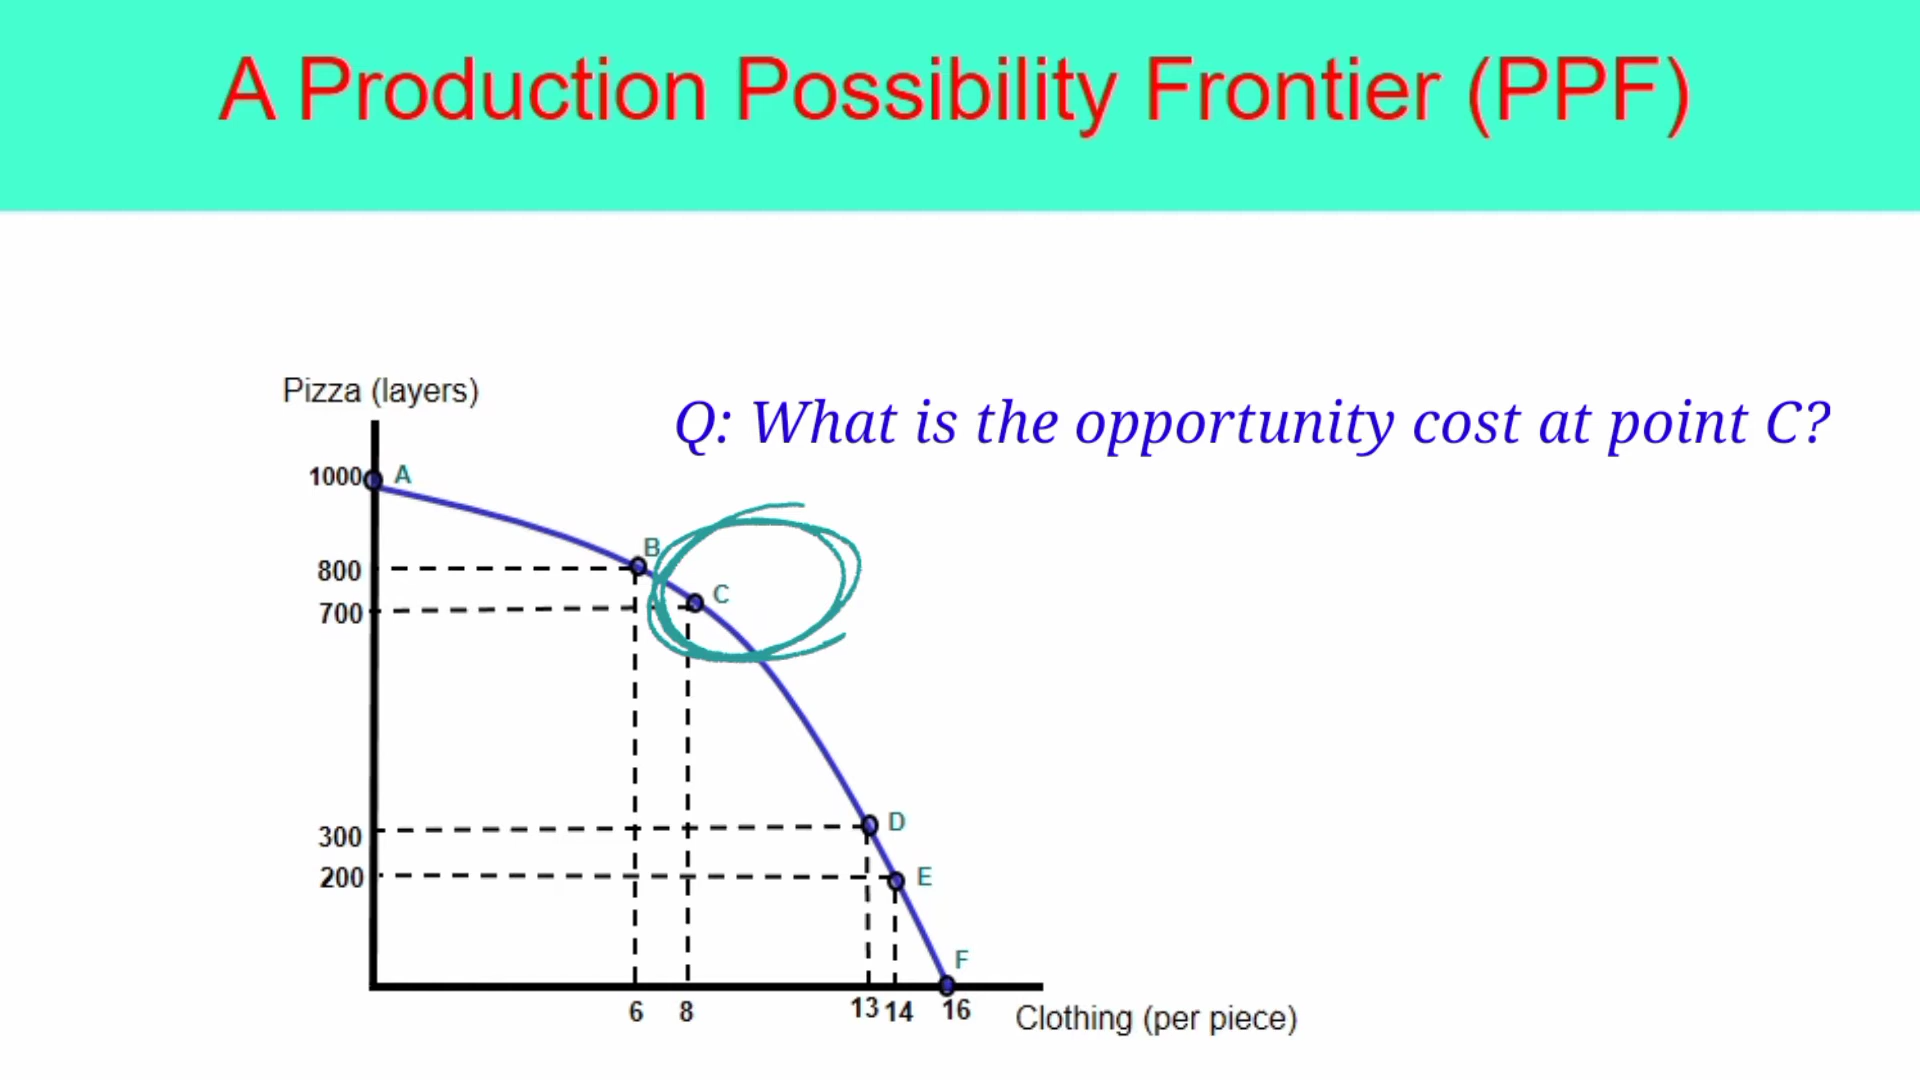 A Production Possibility Frontier (PPF)
Pizza (layers)
Q: What is the opportunity cost at point C?
1000 A
B
800
C
700
D
300
E
200
F
6 8 13 14 16
Clothing (per piece)